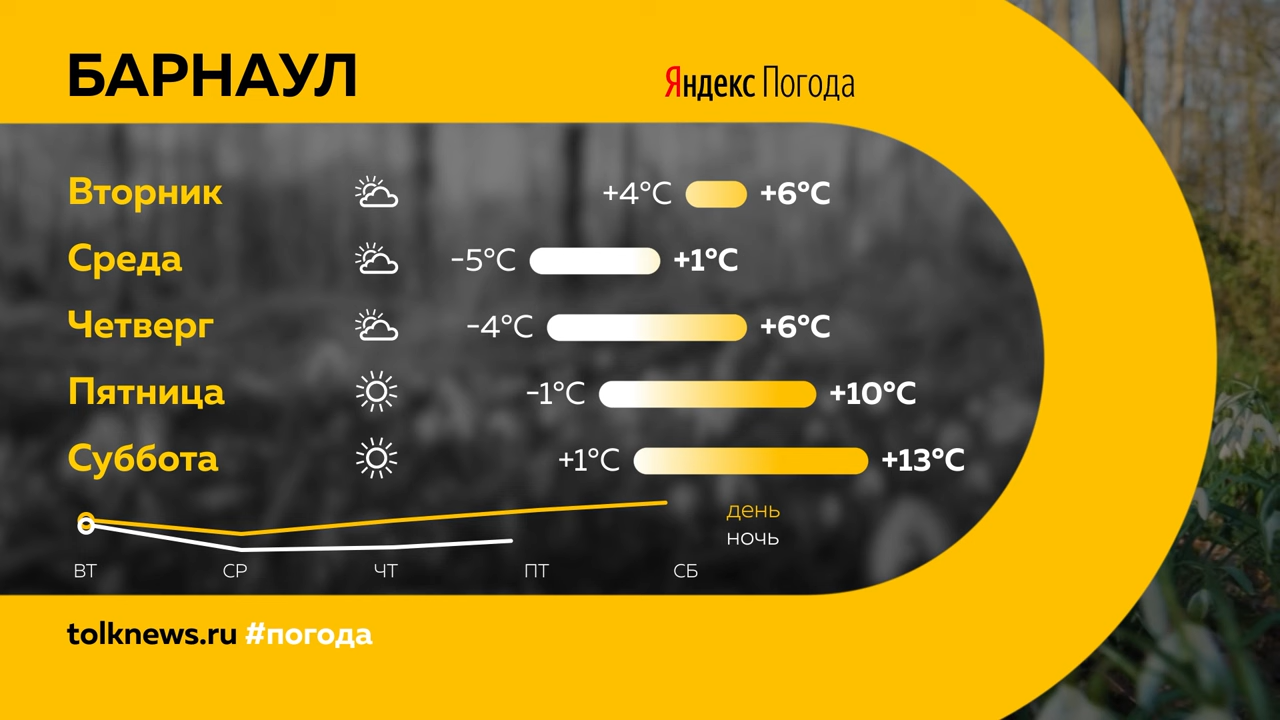 БАРНАУЛ
Яндекс Погода
Вторник +4°C +6°C
Среда -5°C +1°C
Четверг -4°C +6°C
Пятница -1°C +10°C
Суббота +1°C +13°C
день
ночь
ВТ СР ЧТ ПТ СБ
tolknews.ru #погода